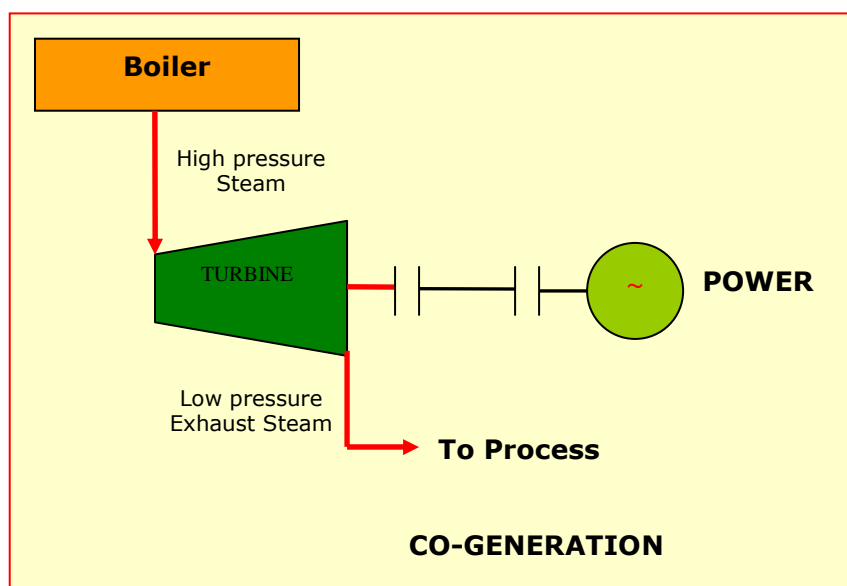 Boiler
High pressure
Steam
TURBINE
~
POWER
Low pressure
Exhaust Steam
To Process
CO-GENERATION